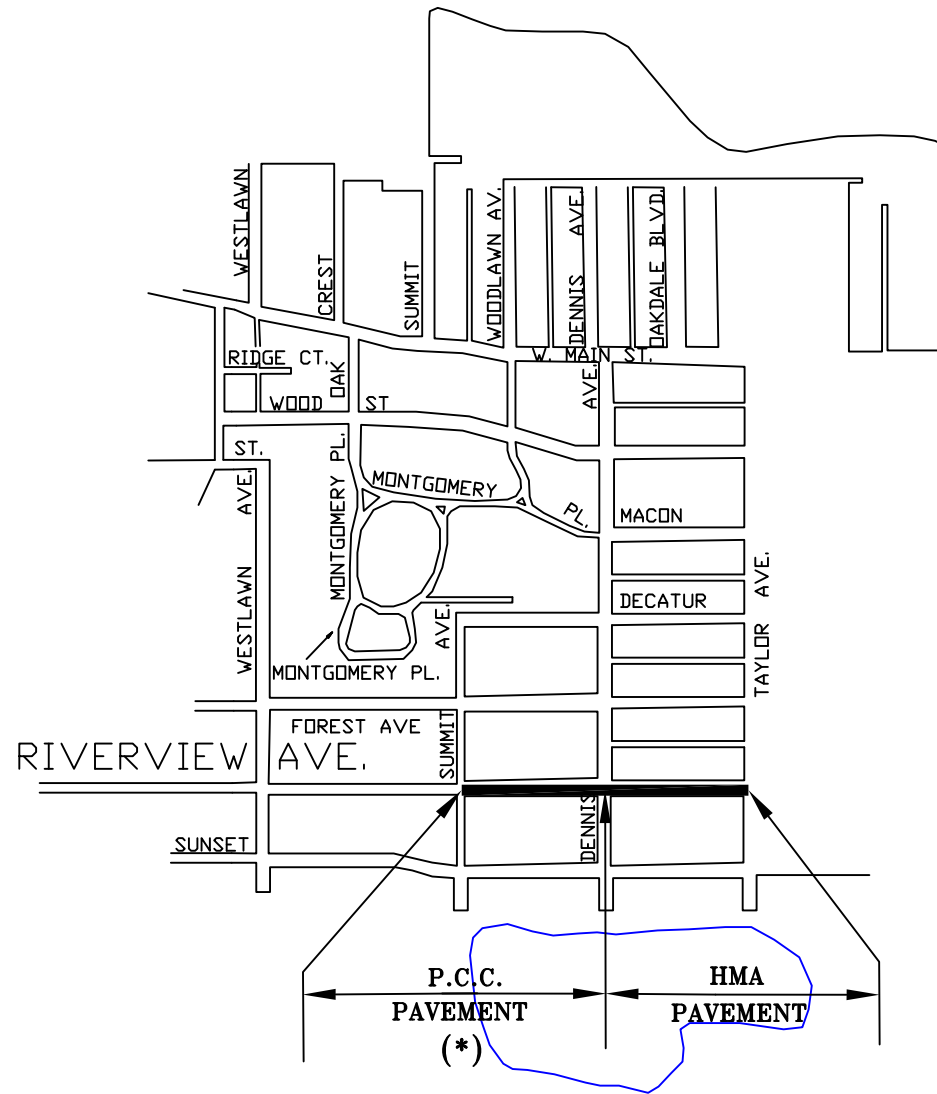 WESTLAWN
CREST
SUMMIT
WOODLAWN AV.
DENNIS AVE.
OAKDALE BLVD.
W. MAIN ST.
RIDGE CT.
OAK
WOOD ST
AVE.
ST.
MONTGOMERY PL.
MONTGOMERY PL.
MACON
WESTLAWN AVE.
DECATUR
TAYLOR AVE.
AVE.
MONTGOMERY PL.
FOREST AVE
SUMMIT
RIVERVIEW AVE.
DENNIS
SUNSET
P.C.C.
PAVEMENT
(*)
HMA
PAVEMENT